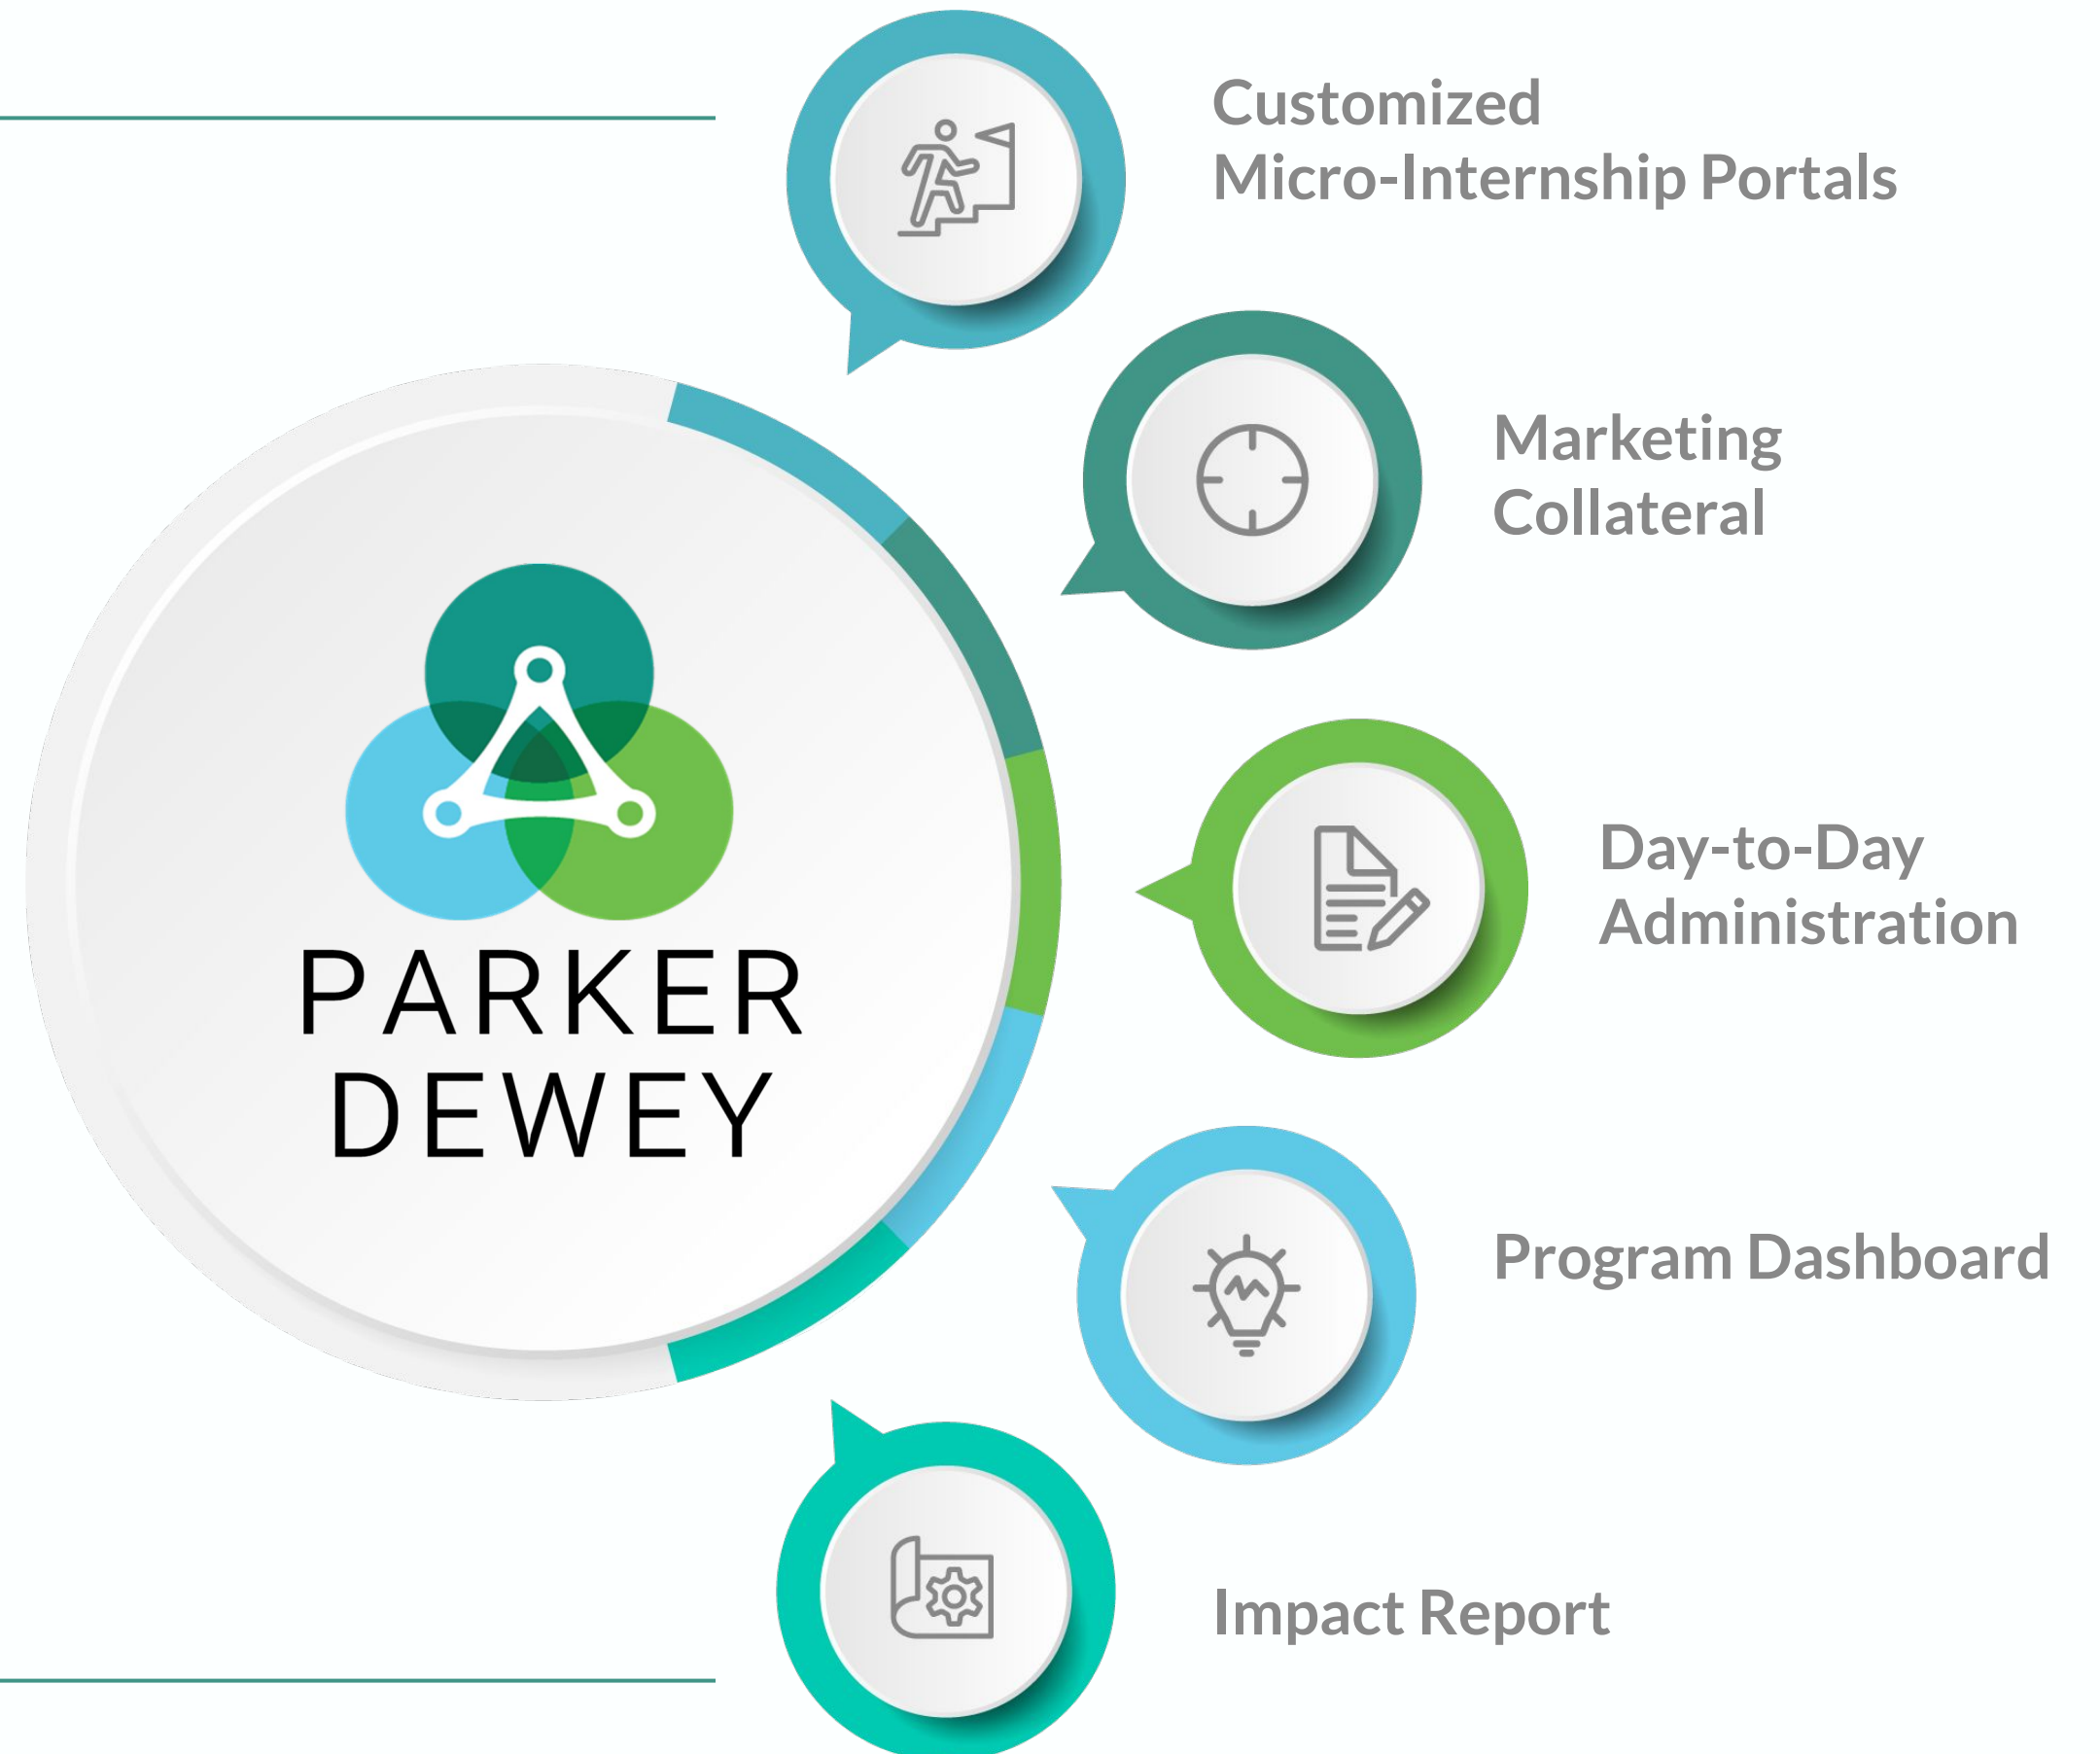 Customized
Micro-Internship Portals
Marketing
Collateral
PARKER
DEWEY
Day-to-Day
Administration
Program Dashboard
Impact Report